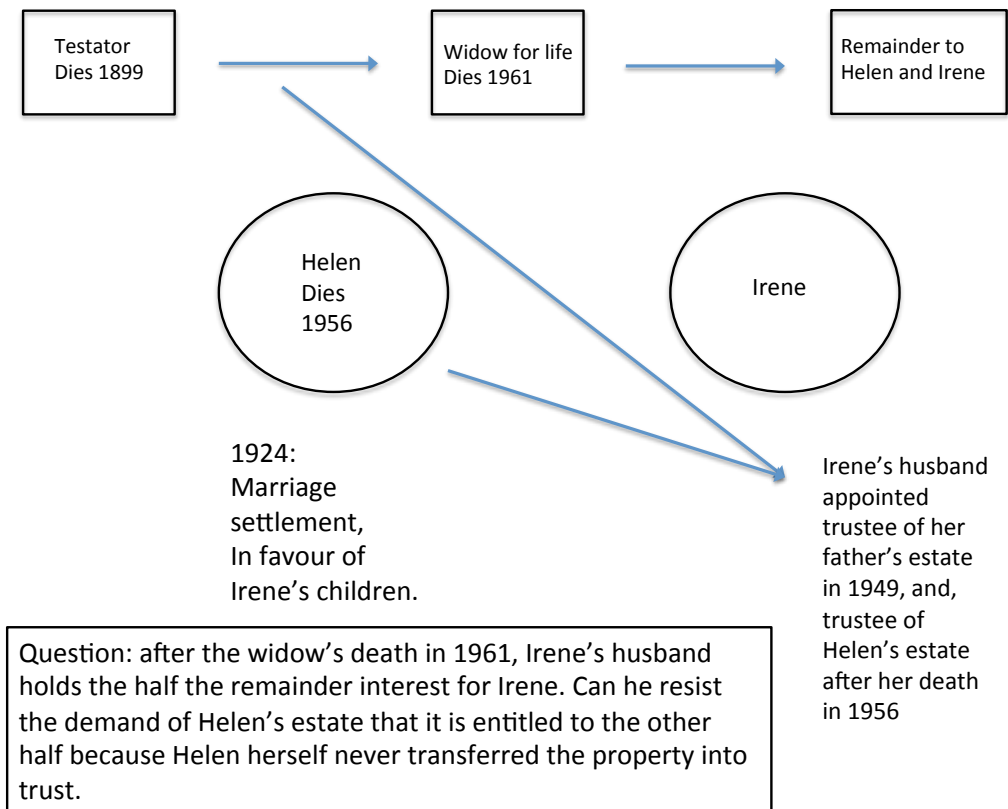 Testator
Dies 1899
Widow for life
Dies 1961
Remainder to
Helen and Irene
Helen
Dies
1956
Irene
1924:
Marriage
settlement,
In favour of
Irene’s children.
Irene’s husband
appointed
trustee of her
father’s estate
in 1949, and,
trustee of
Helen’s estate
after her death
in 1956
Question: after the widow’s death in 1961, Irene’s husband
holds the half the remainder interest for Irene. Can he resist
the demand of Helen’s estate that it is entitled to the other
half because Helen herself never transferred the property into
trust.